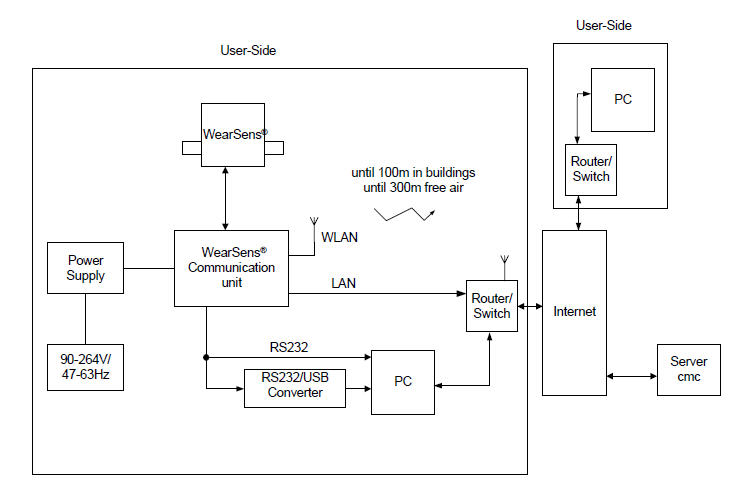 User-Side
User-Side
PC
WearSens®
Router/
Switch
until 100m in buildings
until 300m free air
WLAN
Power
Supply
WearSens®
Communication
unit
LAN
Router/
Switch
Internet
RS232
90-264V/
47-63Hz
RS232/USB
Converter
PC
Server
cmc